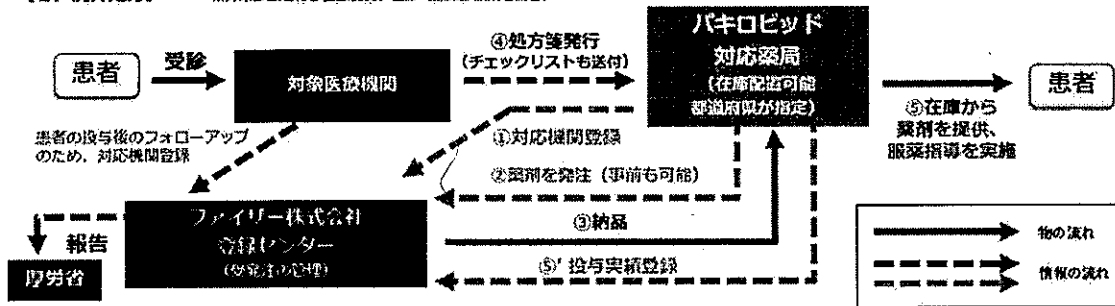 患者
受診
対象医療機関
④処方箋発行
(チェックリストも送付)
パキロビッド
対応薬局
(在庫配置可能
都道府県が指定)
患者
⑤在庫から
薬剤を提供、
服薬指導を実施
患者の投与後のフォローアップ
のため、対応機関登録
①対応機関登録
②薬剤を発注（事前も可能）
ファイザー株式会社
登録センター
(受発注の管理)
③納品
⑤’ 投与実績登録
報告
厚労省
物の流れ
情報の流れ